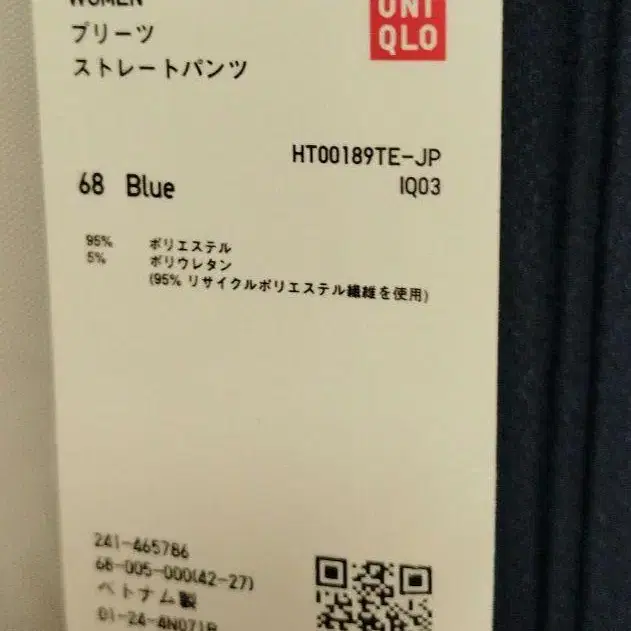 WOMEN
プリーツ
ストレートパンツ
UNI
QLO
HT00189TE-JP
68 Blue
IQ03
95% ポリエステル
5% ポリウレタン
(95% リサイクルポリエステル繊維を使用)
241-465786
68-005-000(42-27)
ベトナム製
01-24-4N071B